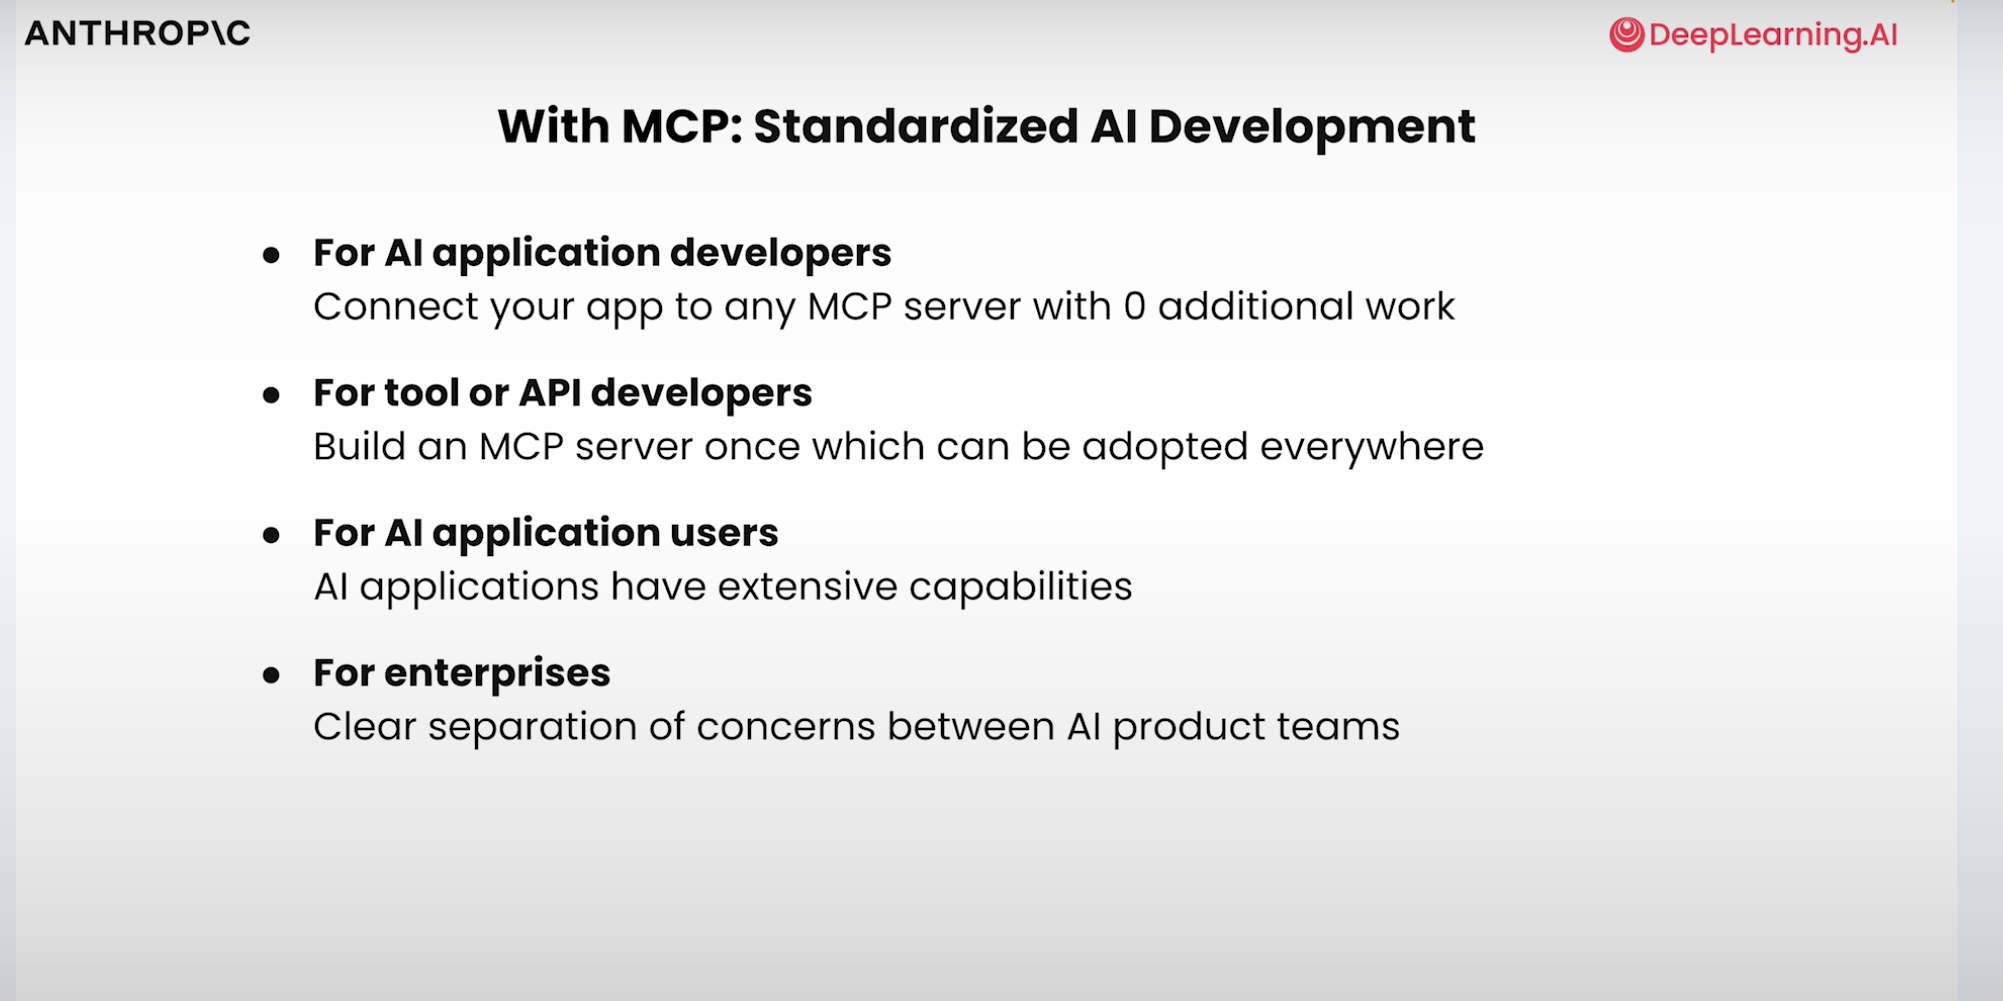 ANTHROP\C
DeepLearning.AI
With MCP: Standardized AI Development
● For AI application developers
Connect your app to any MCP server with 0 additional work
● For tool or API developers
Build an MCP server once which can be adopted everywhere
● For AI application users
AI applications have extensive capabilities
● For enterprises
Clear separation of concerns between AI product teams